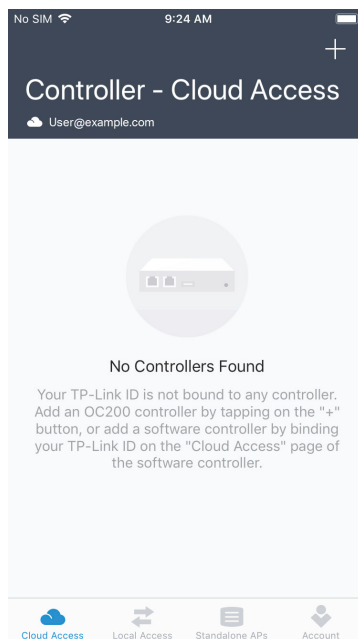 No SIM 9:24 AM
Controller - Cloud Access
User@example.com
No Controllers Found
Your TP-Link ID is not bound to any controller.
Add an OC200 controller by tapping on the "+"
button, or add a software controller by binding
your TP-Link ID on the "Cloud Access" page of
the software controller.
Cloud Access Local Access Standalone APs Account